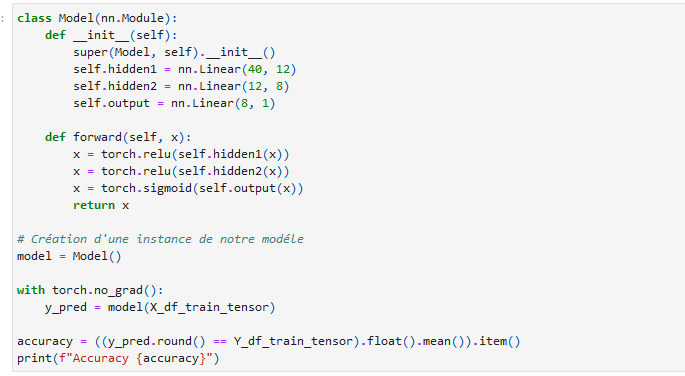 :
class Model(nn.Module):
    def __init__(self):
        super(Model, self).__init__()
        self.hidden1 = nn.Linear(40, 12)
        self.hidden2 = nn.Linear(12, 8)
        self.output = nn.Linear(8, 1)

    def forward(self, x):
        x = torch.relu(self.hidden1(x))
        x = torch.relu(self.hidden2(x))
        x = torch.sigmoid(self.output(x))
        return x

# Création d'une instance de notre modéle
model = Model()

with torch.no_grad():
    y_pred = model(X_df_train_tensor)

accuracy = ((y_pred.round() == Y_df_train_tensor).float().mean()).item()
print(f"Accuracy {accuracy}")